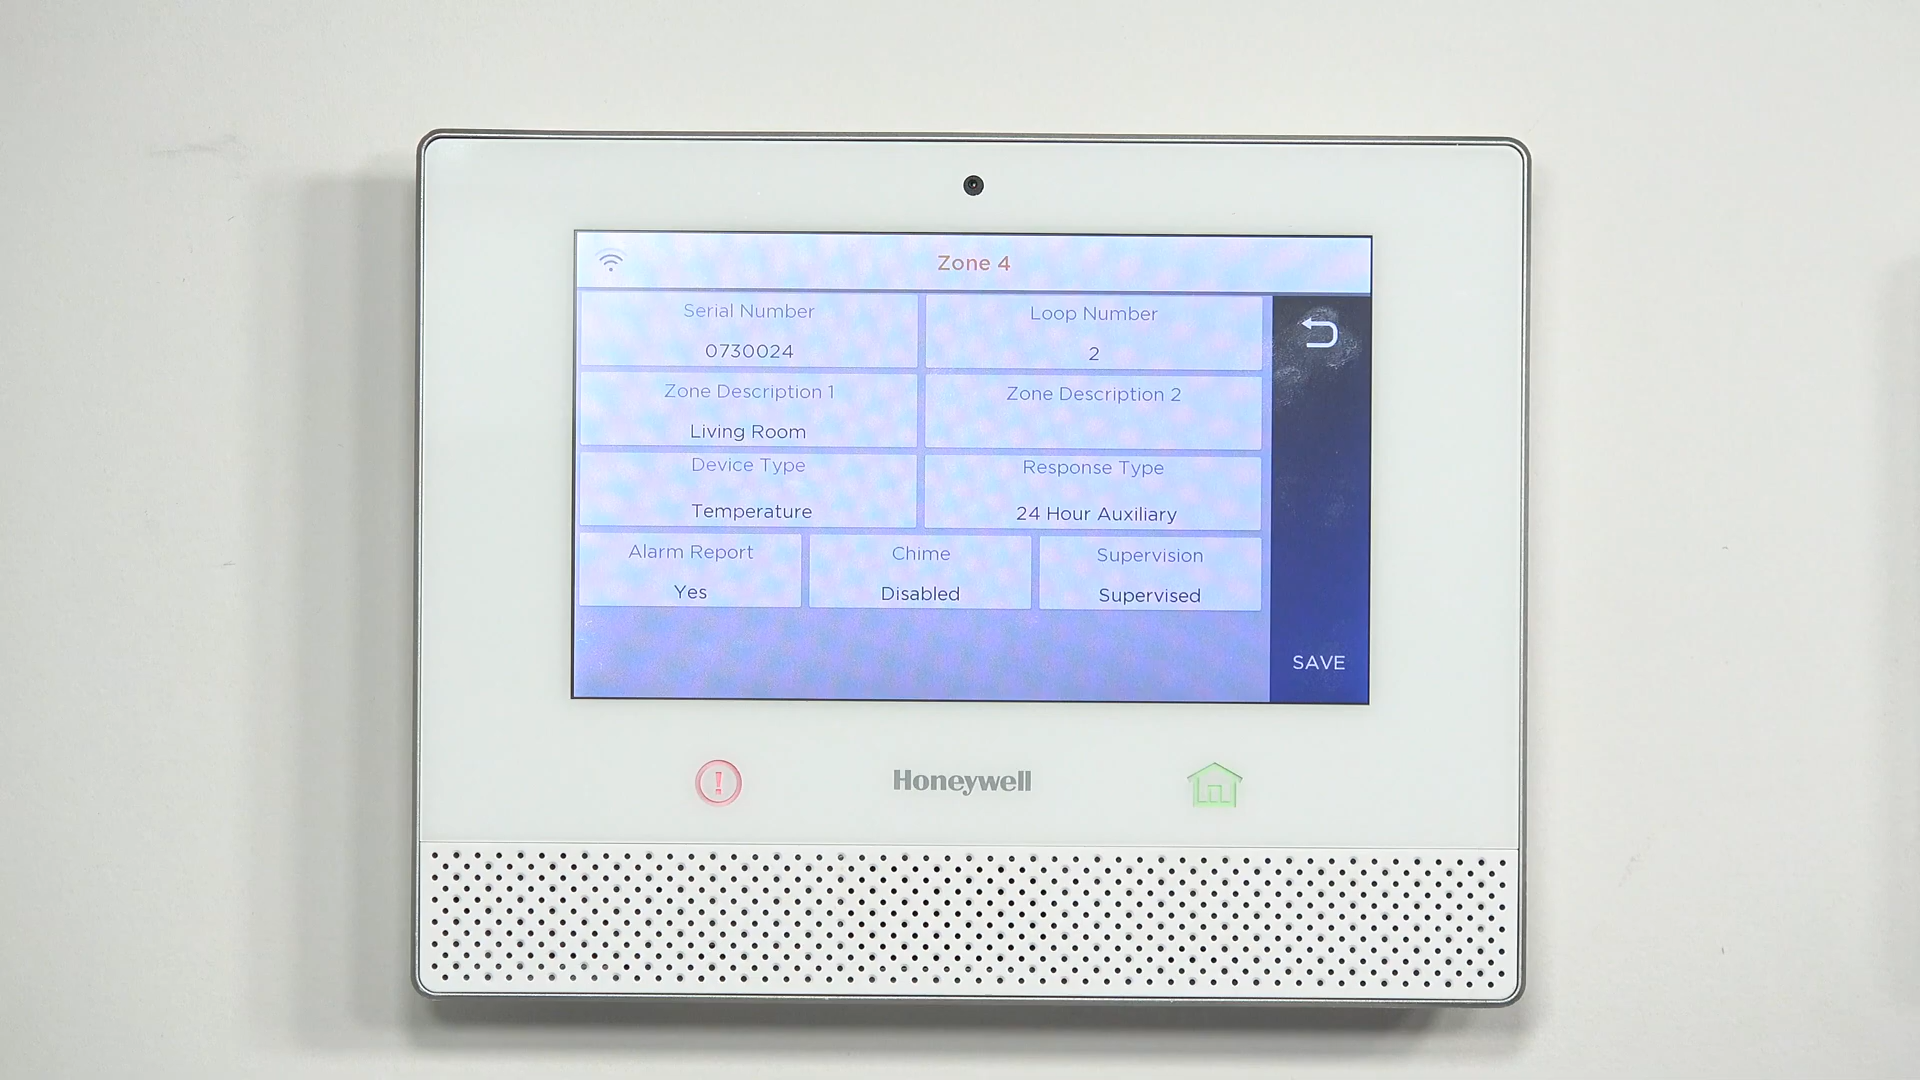 Zone 4
Serial Number
0730024
Loop Number
2
Zone Description 1
Living Room
Zone Description 2
Device Type
Temperature
Response Type
24 Hour Auxiliary
Alarm Report
Yes
Chime
Disabled
Supervision
Supervised
SAVE
Honeywell